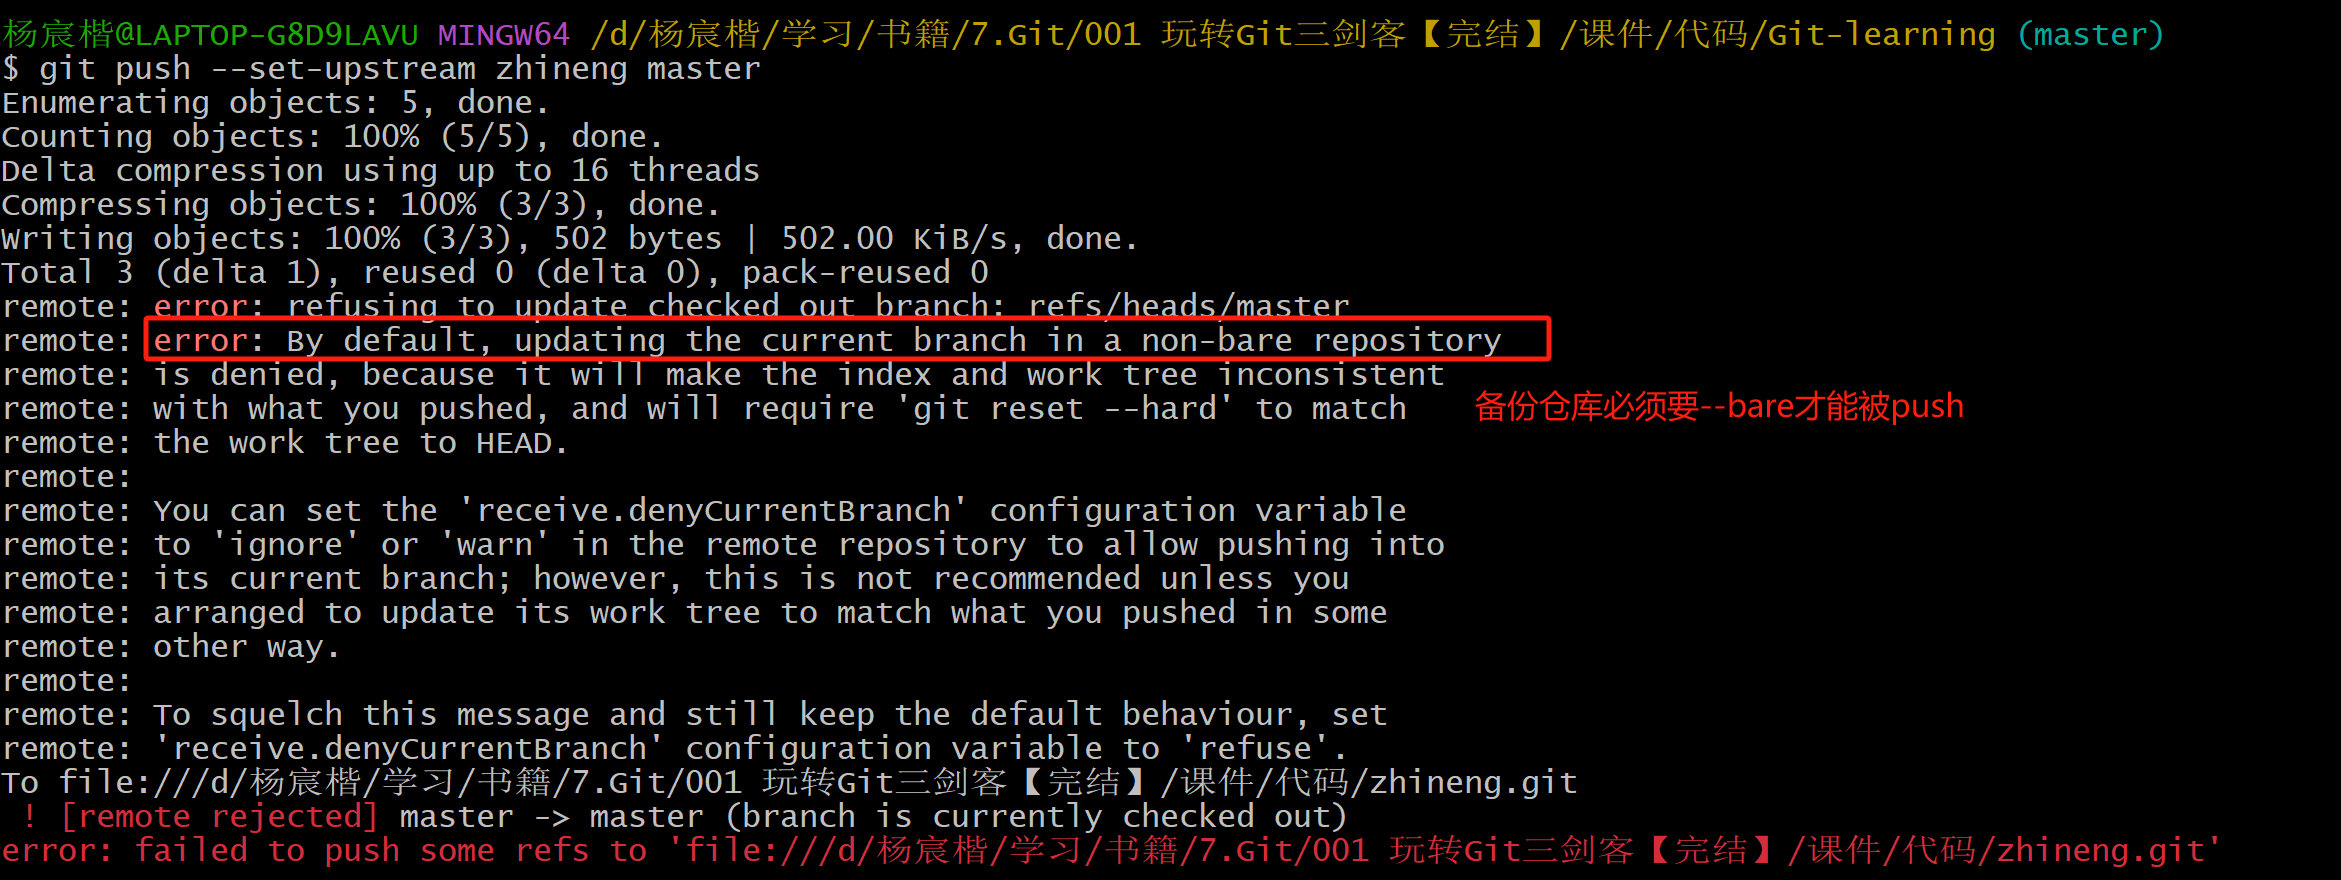 杨宸楷@LAPTOP-G8D9LAVU MINGW64 /d/杨宸楷/学习/书籍/7.Git/001 玩转Git三剑客【完结】/课件/代码/Git-learning (master)
$ git push --set-upstream zhineng master
Enumerating objects: 5, done.
Counting objects: 100% (5/5), done.
Delta compression using up to 16 threads
Compressing objects: 100% (3/3), done.
Writing objects: 100% (3/3), 502 bytes | 502.00 KiB/s, done.
Total 3 (delta 1), reused 0 (delta 0), pack-reused 0
remote: error: refusing to update checked out branch: refs/heads/master
remote: error: By default, updating the current branch in a non-bare repository
remote: is denied, because it will make the index and work tree inconsistent
remote: with what you pushed, and will require 'git reset --hard' to match
备份仓库必须要--bare才能被push
remote: the work tree to HEAD.
remote:
remote: You can set the 'receive.denyCurrentBranch' configuration variable
remote: to 'ignore' or 'warn' in the remote repository to allow pushing into
remote: its current branch; however, this is not recommended unless you
remote: arranged to update its work tree to match what you pushed in some
remote: other way.
remote:
remote: To squelch this message and still keep the default behaviour, set
remote: 'receive.denyCurrentBranch' configuration variable to 'refuse'.
To file:///d/杨宸楷/学习/书籍/7.Git/001 玩转Git三剑客【完结】/课件/代码/zhineng.git
! [remote rejected] master -> master (branch is currently checked out)
error: failed to push some refs to 'file:///d/杨宸楷/学习/书籍/7.Git/001 玩转Git三剑客【完结】/课件/代码/zhineng.git'